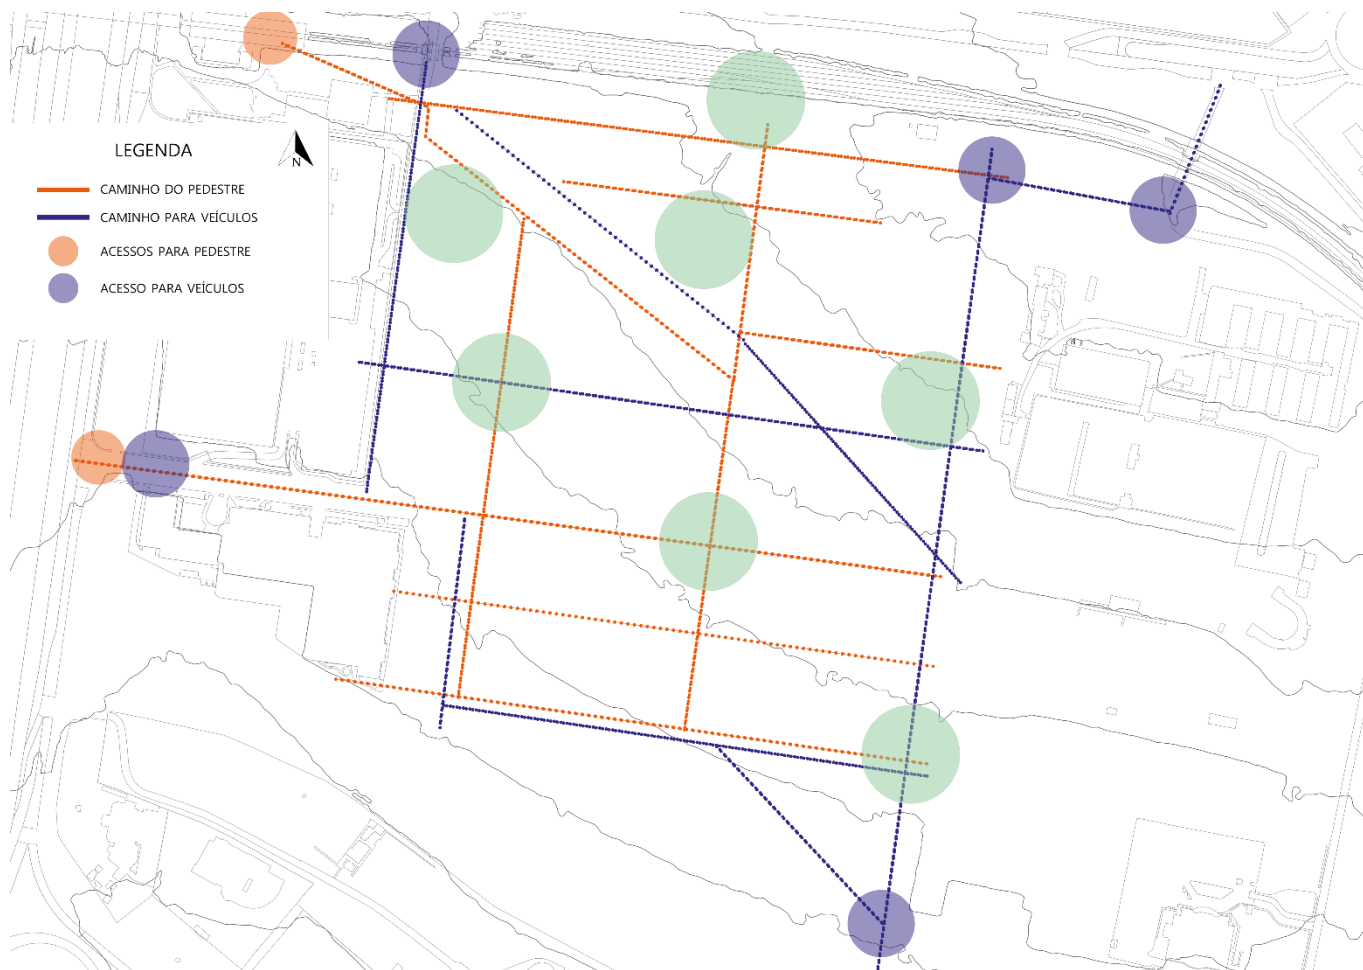 LEGENDA
N
CAMINHO DO PEDESTRE
CAMINHO PARA VEÍCULOS
ACESSOS PARA PEDESTRE
ACESSO PARA VEÍCULOS